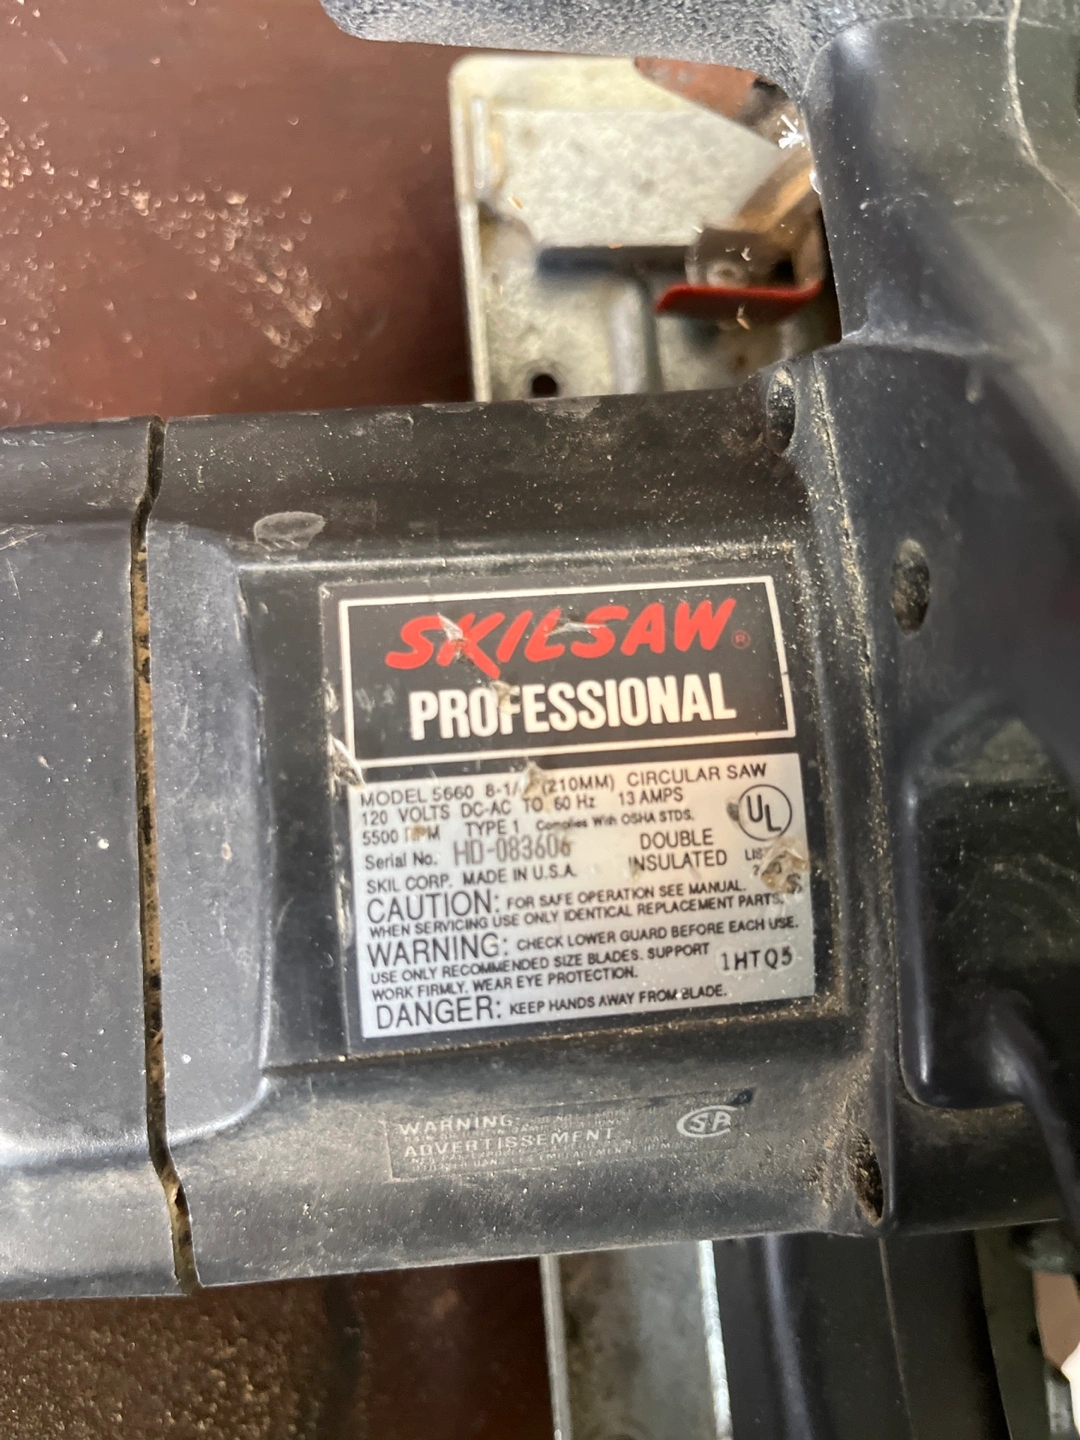 SKILSAW ®
PROFESSIONAL
MODEL 5660 8-1/ (210MM) CIRCULAR SAW
120 VOLTS DC-AC TO 60 Hz 13 AMPS
5500 RPM TYPE 1 Complies With OSHA STDS.
Serial No. HD-083606 DOUBLE
INSULATED
UL
SKIL CORP. MADE IN U.S.A.
CAUTION: FOR SAFE OPERATION SEE MANUAL.
WHEN SERVICING USE ONLY IDENTICAL REPLACEMENT PARTS.
WARNING: CHECK LOWER GUARD BEFORE EACH USE.
USE ONLY RECOMMENDED SIZE BLADES. SUPPORT
WORK FIRMLY. WEAR EYE PROTECTION.
1HTQ5
DANGER: KEEP HANDS AWAY FROM BLADE.
WARNING
ADVERTISSEMENT